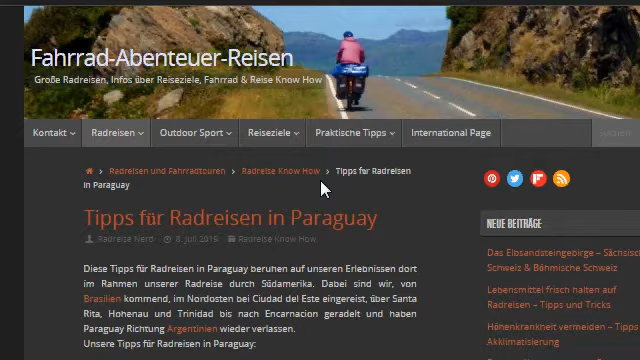 Fahrrad-Abenteuer-Reisen
Große Radreisen, Infos über Reiseziele, Fahrrad & Reise Know How
Kontakt Radreisen Outdoor Sport Reiseziele Praktische Tipps International Page Suchen
Radreisen und Fahrradtouren > Radreise Know How > Tipps für Radreisen
in Paraguay
Tipps für Radreisen in Paraguay
Radreise Nerd 8. Juli 2019 Radreise Know How
Diese Tipps für Radreisen in Paraguay beruhen auf unseren Erlebnissen dort
im Rahmen unserer Radreise durch Südamerika. Dabei sind wir, von
Brasilien kommend, im Nordosten bei Ciudad del Este eingereist, über Santa
Rita, Hohenau und Trinidad bis nach Encarnacion geradelt und haben
Paraguay Richtung Argentinien wieder verlassen.
Unsere Tipps für Radreisen in Paraguay:
NEUE BEITRÄGE
Das Elbsandsteingebirge – Sächsisc
Schweiz & Böhmische Schweiz
Lebensmittel frisch halten auf
Radreisen – Tipps und Tricks
Höhenkrankheit vermeiden – Tipps
Akklimatisierung